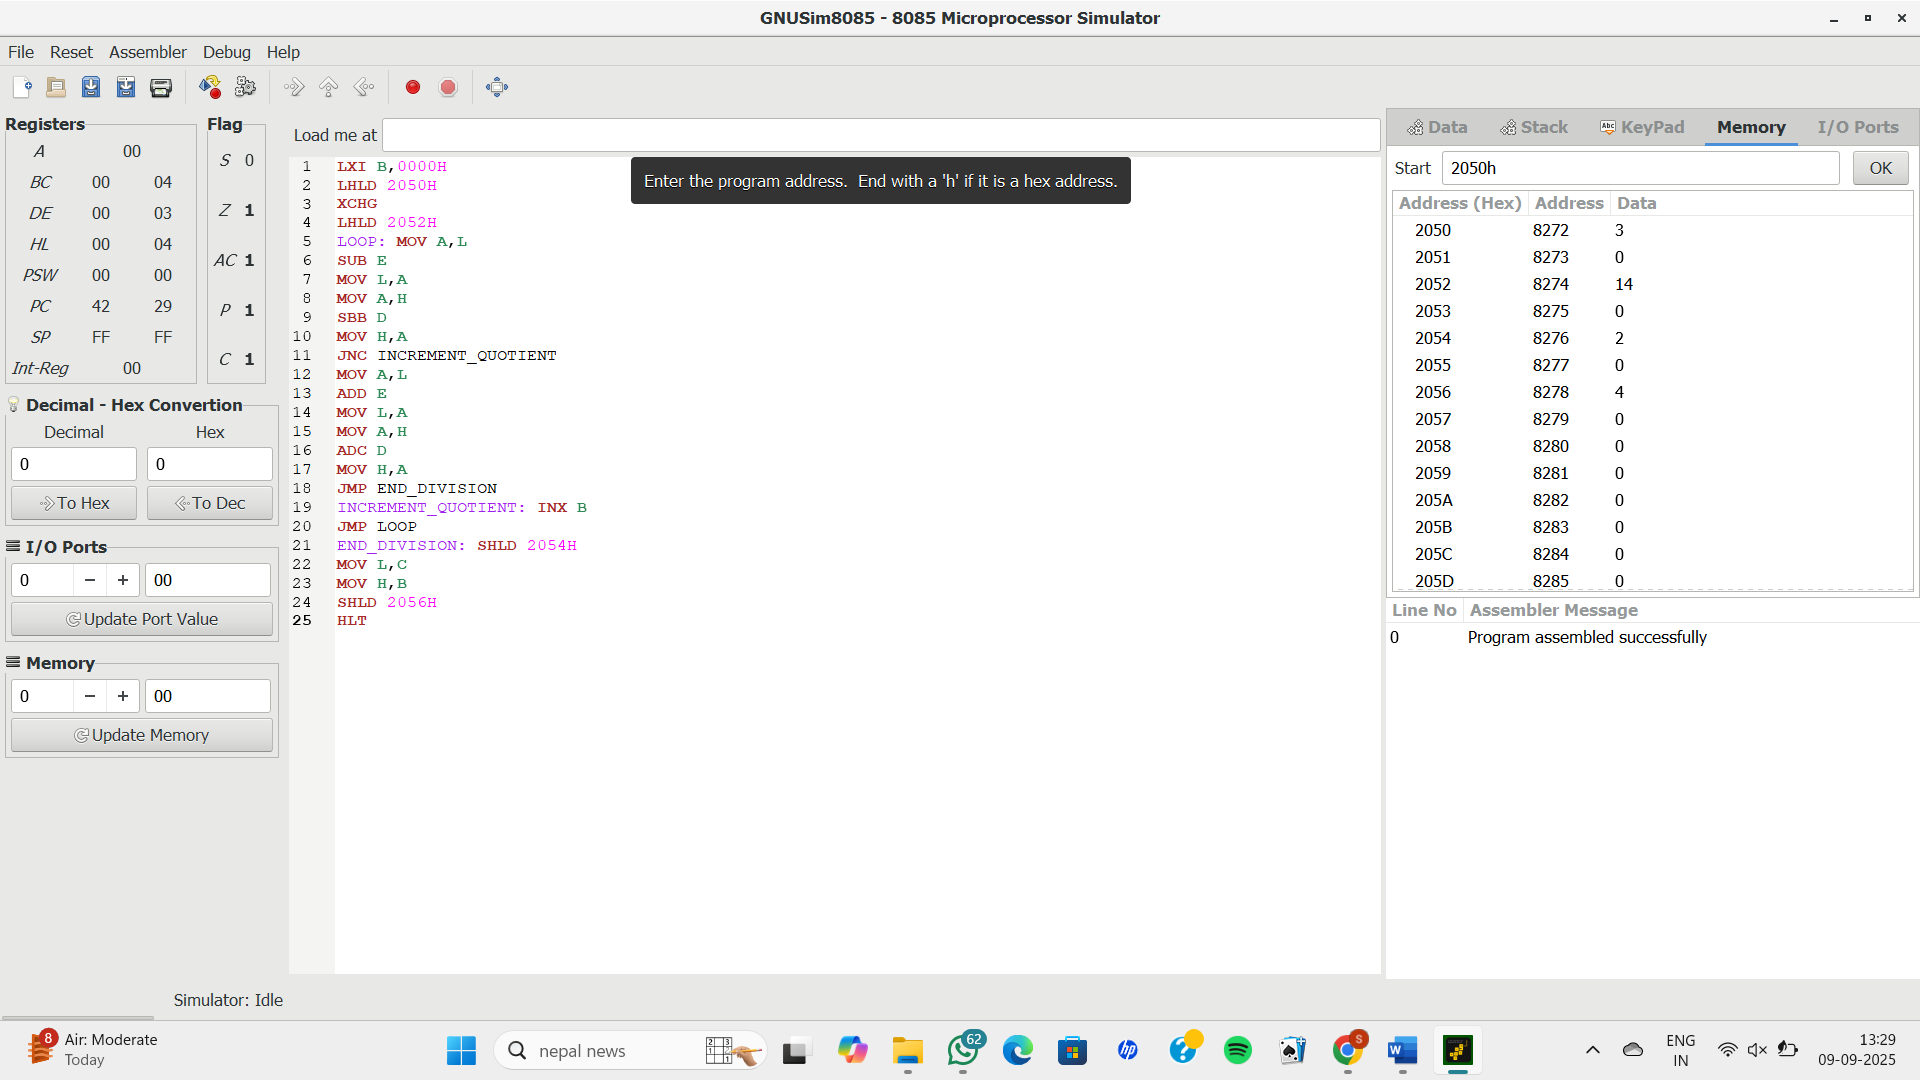 GNUSim8085 - 8085 Microprocessor Simulator
File Reset Assembler Debug Help
Registers
A 00
BC 00 04
DE 00 03
HL 00 04
PSW 00 00
PC 42 29
SP FF FF
Int-Reg 00
Flag
S 0
Z 1
AC 1
P 1
C 1
Decimal - Hex Convertion
Decimal Hex
0 0
To Hex To Dec
I/O Ports
0 − + 00
Update Port Value
Memory
0 − + 00
Update Memory
Load me at
Enter the program address. End with a 'h' if it is a hex address.
1 LXI B,0000H
2 LHLD 2050H
3 XCHG
4 LHLD 2052H
5 LOOP: MOV A,L
6 SUB E
7 MOV L,A
8 MOV A,H
9 SBB D
10 MOV H,A
11 JNC INCREMENT_QUOTIENT
12 MOV A,L
13 ADD E
14 MOV L,A
15 MOV A,H
16 ADC D
17 MOV H,A
18 JMP END_DIVISION
19 INCREMENT_QUOTIENT: INX B
20 JMP LOOP
21 END_DIVISION: SHLD 2054H
22 MOV L,C
23 MOV H,B
24 SHLD 2056H
25 HLT
Data Stack Abc KeyPad Memory I/O Ports
Start 2050h OK
Address (Hex) Address Data
2050 8272 3
2051 8273 0
2052 8274 14
2053 8275 0
2054 8276 2
2055 8277 0
2056 8278 4
2057 8279 0
2058 8280 0
2059 8281 0
205A 8282 0
205B 8283 0
205C 8284 0
205D 8285 0
Line No Assembler Message
0 Program assembled successfully
Simulator: Idle
8 Air: Moderate
Today
nepal news
62
hp
S
W
ENG
IN
13:29
09-09-2025